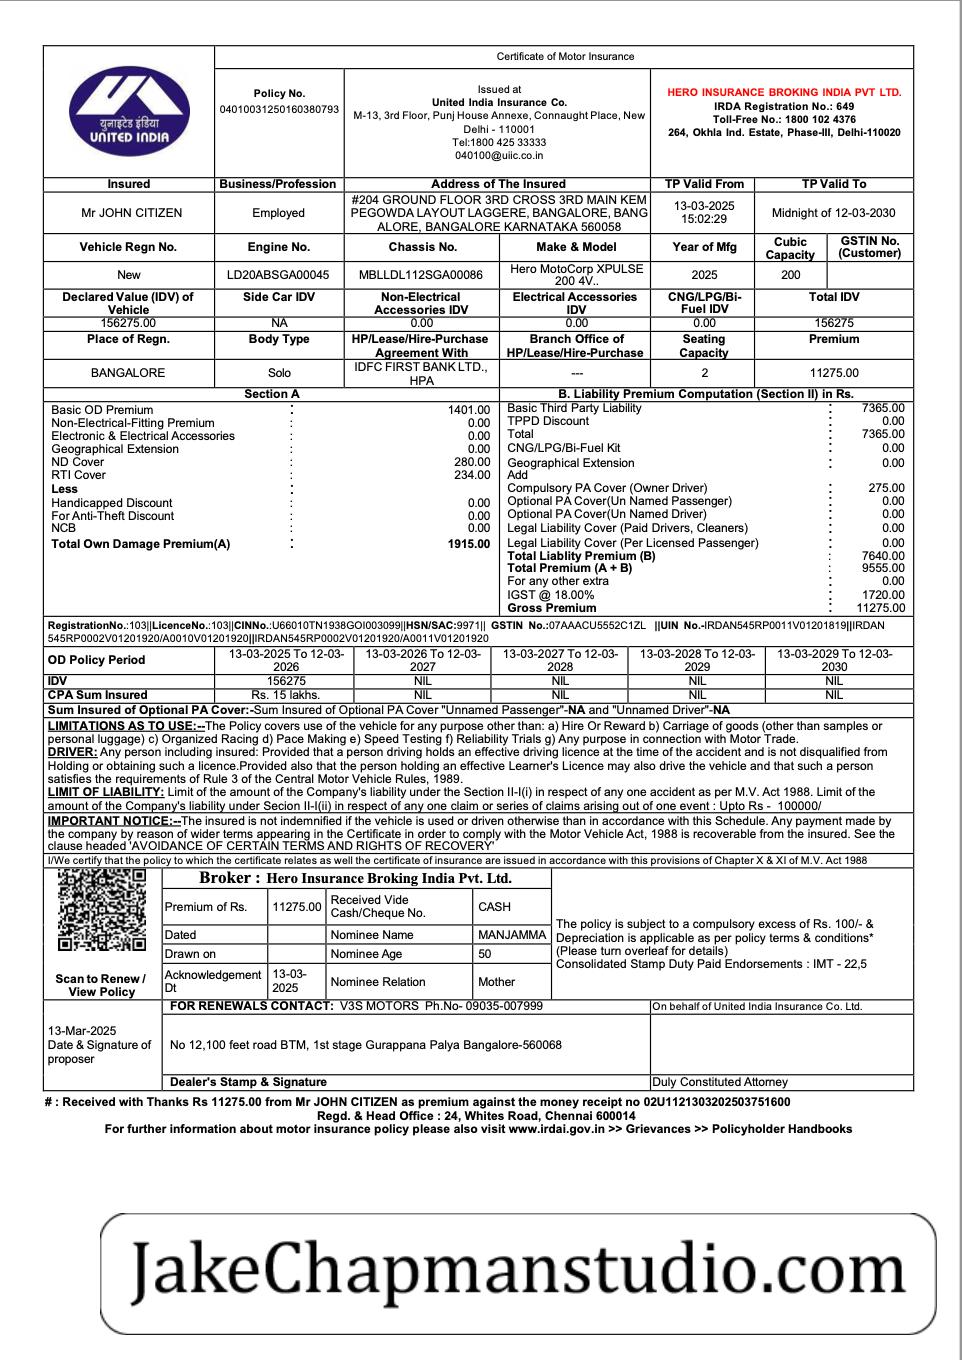 Certificate of Motor Insurance
यूनाइटेड इंडिया
UNITED INDIA
Policy No.
04010031250160380793
Issued at
United India Insurance Co.
M-13, 3rd Floor, Punj House Annexe, Connaught Place, New
Delhi - 110001
Tel:1800 425 33333
040100@uiic.co.in
HERO INSURANCE BROKING INDIA PVT LTD.
IRDA Registration No.: 649
Toll-Free No.: 1800 102 4376
264, Okhla Ind. Estate, Phase-III, Delhi-110020
Insured Business/Profession Address of The Insured TP Valid From TP Valid To
Mr JOHN CITIZEN
Employed
#204 GROUND FLOOR 3RD CROSS 3RD MAIN KEM
PEGOWDA LAYOUT LAGGERE, BANGALORE, BANG
ALORE, BANGALORE KARNATAKA 560058
13-03-2025
15:02:29
Midnight of 12-03-2030
Vehicle Regn No. Engine No. Chassis No. Make & Model Year of Mfg
Cubic
Capacity
GSTIN No.
(Customer)
New LD20ABSGA00045 MBLLDL112SGA00086
Hero MotoCorp XPULSE
200 4V..
2025 200
Declared Value (IDV) of
Vehicle
Side Car IDV
Non-Electrical
Accessories IDV
Electrical Accessories
IDV
CNG/LPG/Bi-
Fuel IDV
Total IDV
156275.00 NA 0.00 0.00 0.00 156275
Place of Regn. Body Type
HP/Lease/Hire-Purchase
Agreement With
Branch Office of
HP/Lease/Hire-Purchase
Seating
Capacity
Premium
BANGALORE Solo
IDFC FIRST BANK LTD.,
HPA
--- 2 11275.00
Section A
Basic OD Premium : 1401.00
Non-Electrical-Fitting Premium : 0.00
Electronic & Electrical Accessories : 0.00
Geographical Extension : 0.00
ND Cover : 280.00
RTI Cover : 234.00
Less :
Handicapped Discount : 0.00
For Anti-Theft Discount : 0.00
NCB : 0.00
Total Own Damage Premium(A) : 1915.00
B. Liability Premium Computation (Section II) in Rs.
Basic Third Party Liability : 7365.00
TPPD Discount : 0.00
Total : 7365.00
CNG/LPG/Bi-Fuel Kit : 0.00
Geographical Extension : 0.00
Add
Compulsory PA Cover (Owner Driver) : 275.00
Optional PA Cover(Un Named Passenger) : 0.00
Optional PA Cover(Un Named Driver) : 0.00
Legal Liability Cover (Paid Drivers, Cleaners) : 0.00
Legal Liability Cover (Per Licensed Passenger) : 0.00
Total Liablity Premium (B) : 7640.00
Total Premium (A + B) : 9555.00
For any other extra : 0.00
IGST @ 18.00% : 1720.00
Gross Premium : 11275.00
RegistrationNo.:103||LicenceNo.:103||CINNo.:U66010TN1938GOI003099||HSN/SAC:9971|| GSTIN No.:07AAACU5552C1ZL ||UIN No.-IRDAN545RP0011V01201819||IRDAN
545RP0002V01201920/A0010V01201920||IRDAN545RP0002V01201920/A0011V01201920
OD Policy Period
13-03-2025 To 12-03-
2026
13-03-2026 To 12-03-
2027
13-03-2027 To 12-03-
2028
13-03-2028 To 12-03-
2029
13-03-2029 To 12-03-
2030
IDV 156275 NIL NIL NIL NIL
CPA Sum Insured Rs. 15 lakhs. NIL NIL NIL NIL
Sum Insured of Optional PA Cover:-Sum Insured of Optional PA Cover "Unnamed Passenger"-NA and "Unnamed Driver"-NA
LIMITATIONS AS TO USE:--The Policy covers use of the vehicle for any purpose other than: a) Hire Or Reward b) Carriage of goods (other than samples or
personal luggage) c) Organized Racing d) Pace Making e) Speed Testing f) Reliability Trials g) Any purpose in connection with Motor Trade.
DRIVER: Any person including insured: Provided that a person driving holds an effective driving licence at the time of the accident and is not disqualified from
Holding or obtaining such a licence.Provided also that the person holding an effective Learner's Licence may also drive the vehicle and that such a person
satisfies the requirements of Rule 3 of the Central Motor Vehicle Rules, 1989.
LIMIT OF LIABILITY: Limit of the amount of the Company's liability under the Section II-I(i) in respect of any one accident as per M.V. Act 1988. Limit of the
amount of the Company's liability under Secion II-I(ii) in respect of any one claim or series of claims arising out of one event : Upto Rs - 100000/
IMPORTANT NOTICE:--The insured is not indemnified if the vehicle is used or driven otherwise than in accordance with this Schedule. Any payment made by
the company by reason of wider terms appearing in the Certificate in order to comply with the Motor Vehicle Act, 1988 is recoverable from the insured. See the
clause headed 'AVOIDANCE OF CERTAIN TERMS AND RIGHTS OF RECOVERY'
I/We certify that the policy to which the certificate relates as well the certificate of insurance are issued in accordance with this provisions of Chapter X & XI of M.V. Act 1988
Scan to Renew /
View Policy
Broker : Hero Insurance Broking India Pvt. Ltd.
Premium of Rs. 11275.00
Received Vide
Cash/Cheque No.
CASH
Dated Nominee Name MANJAMMA
Drawn on Nominee Age 50
Acknowledgement
Dt
13-03-
2025
Nominee Relation Mother
The policy is subject to a compulsory excess of Rs. 100/- &
Depreciation is applicable as per policy terms & conditions*
(Please turn overleaf for details)
Consolidated Stamp Duty Paid Endorsements : IMT - 22,5
FOR RENEWALS CONTACT: V3S MOTORS Ph.No- 09035-007999
On behalf of United India Insurance Co. Ltd.
13-Mar-2025
Date & Signature of
proposer
No 12,100 feet road BTM, 1st stage Gurappana Palya Bangalore-560068
Dealer's Stamp & Signature
Duly Constituted Attorney
# : Received with Thanks Rs 11275.00 from Mr JOHN CITIZEN as premium against the money receipt no 02U1121303202503751600
Regd. & Head Office : 24, Whites Road, Chennai 600014
For further information about motor insurance policy please also visit www.irdai.gov.in >> Grievances >> Policyholder Handbooks
JakeChapmanstudio.com